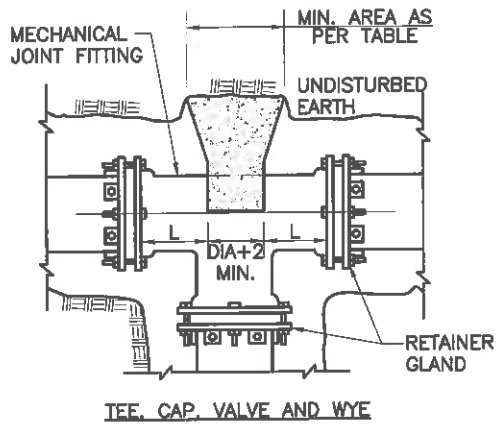 MIN. AREA AS
PER TABLE
MECHANICAL
JOINT FITTING
UNDISTURBED
EARTH
L
DIA+2
MIN.
L
RETAINER
GLAND
TEE, CAP, VALVE AND WYE